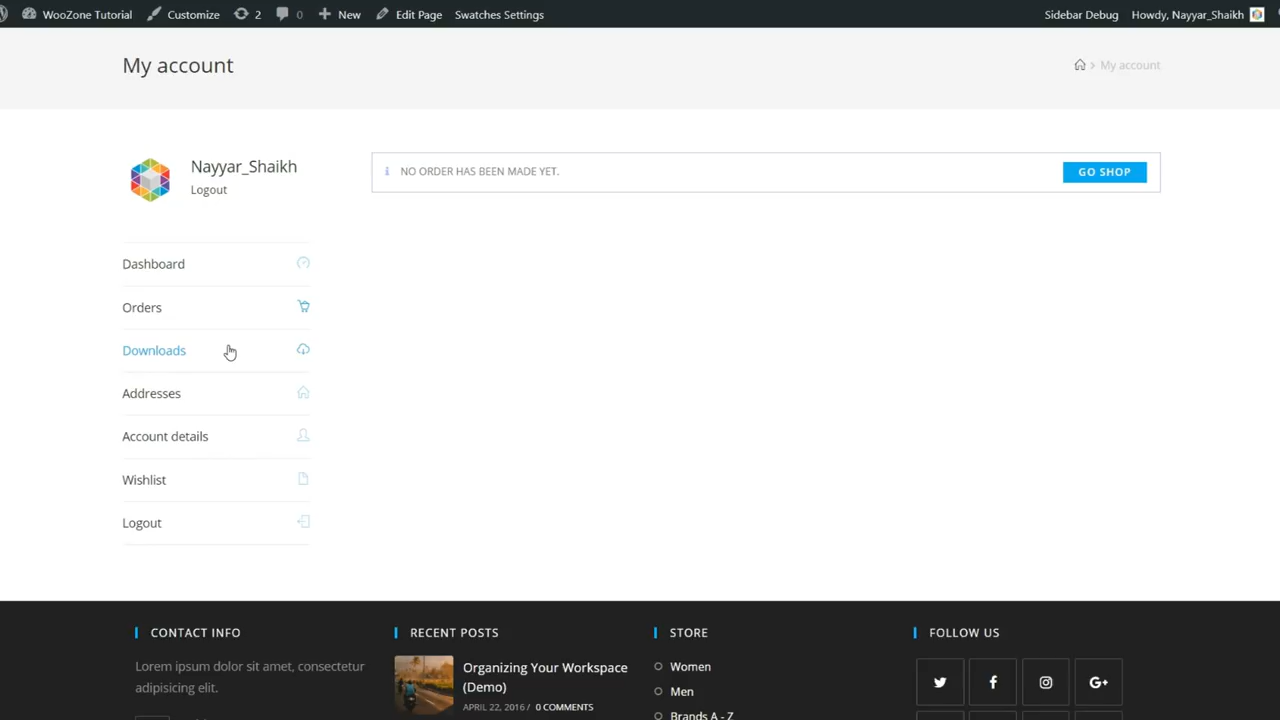 WooZone Tutorial Customize 2 0 New Edit Page Swatches Settings Sidebar Debug Howdy, Nayyar_Shaikh
My account
My account
Nayyar_Shaikh
Logout
NO ORDER HAS BEEN MADE YET.
GO SHOP
Dashboard
Orders
Downloads
Addresses
Account details
Wishlist
Logout
CONTACT INFO
Lorem ipsum dolor sit amet, consectetur
adipisicing elit.
RECENT POSTS
Organizing Your Workspace
(Demo)
APRIL 22, 2016 / 0 COMMENTS
STORE
Women
Men
Brands A - Z
FOLLOW US